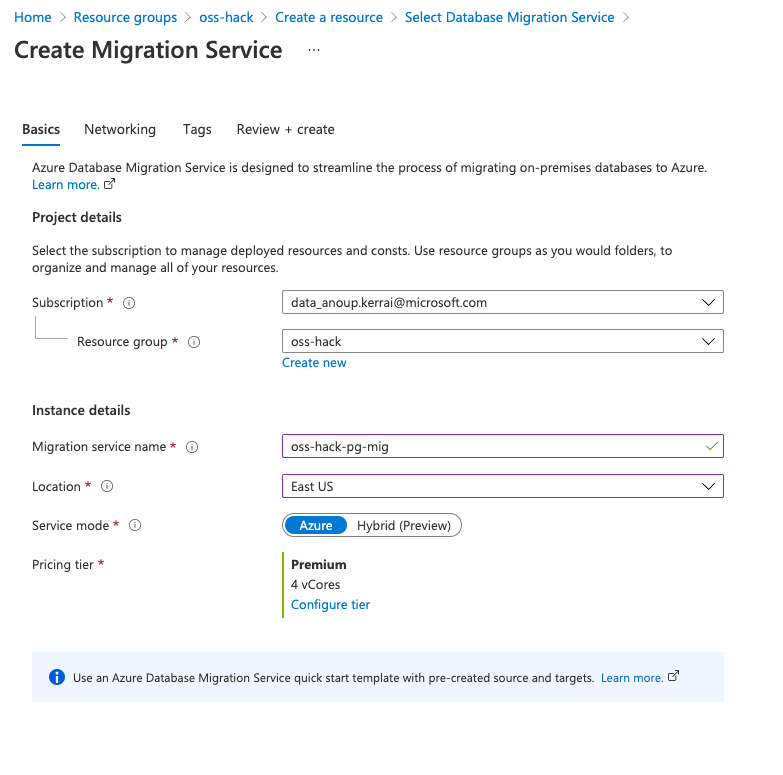 Home > Resource groups > oss-hack > Create a resource > Select Database Migration Service >
Create Migration Service ...
Basics Networking Tags Review + create
Azure Database Migration Service is designed to streamline the process of migrating on-premises databases to Azure.
Learn more.
Project details
Select the subscription to manage deployed resources and consts. Use resource groups as you would folders, to
organize and manage all of your resources.
Subscription * data_anoup.kerrai@microsoft.com
Resource group * oss-hack
Create new
Instance details
Migration service name * oss-hack-pg-mig
Location * East US
Service mode * Azure Hybrid (Preview)
Pricing tier * Premium
4 vCores
Configure tier
Use an Azure Database Migration Service quick start template with pre-created source and targets. Learn more.